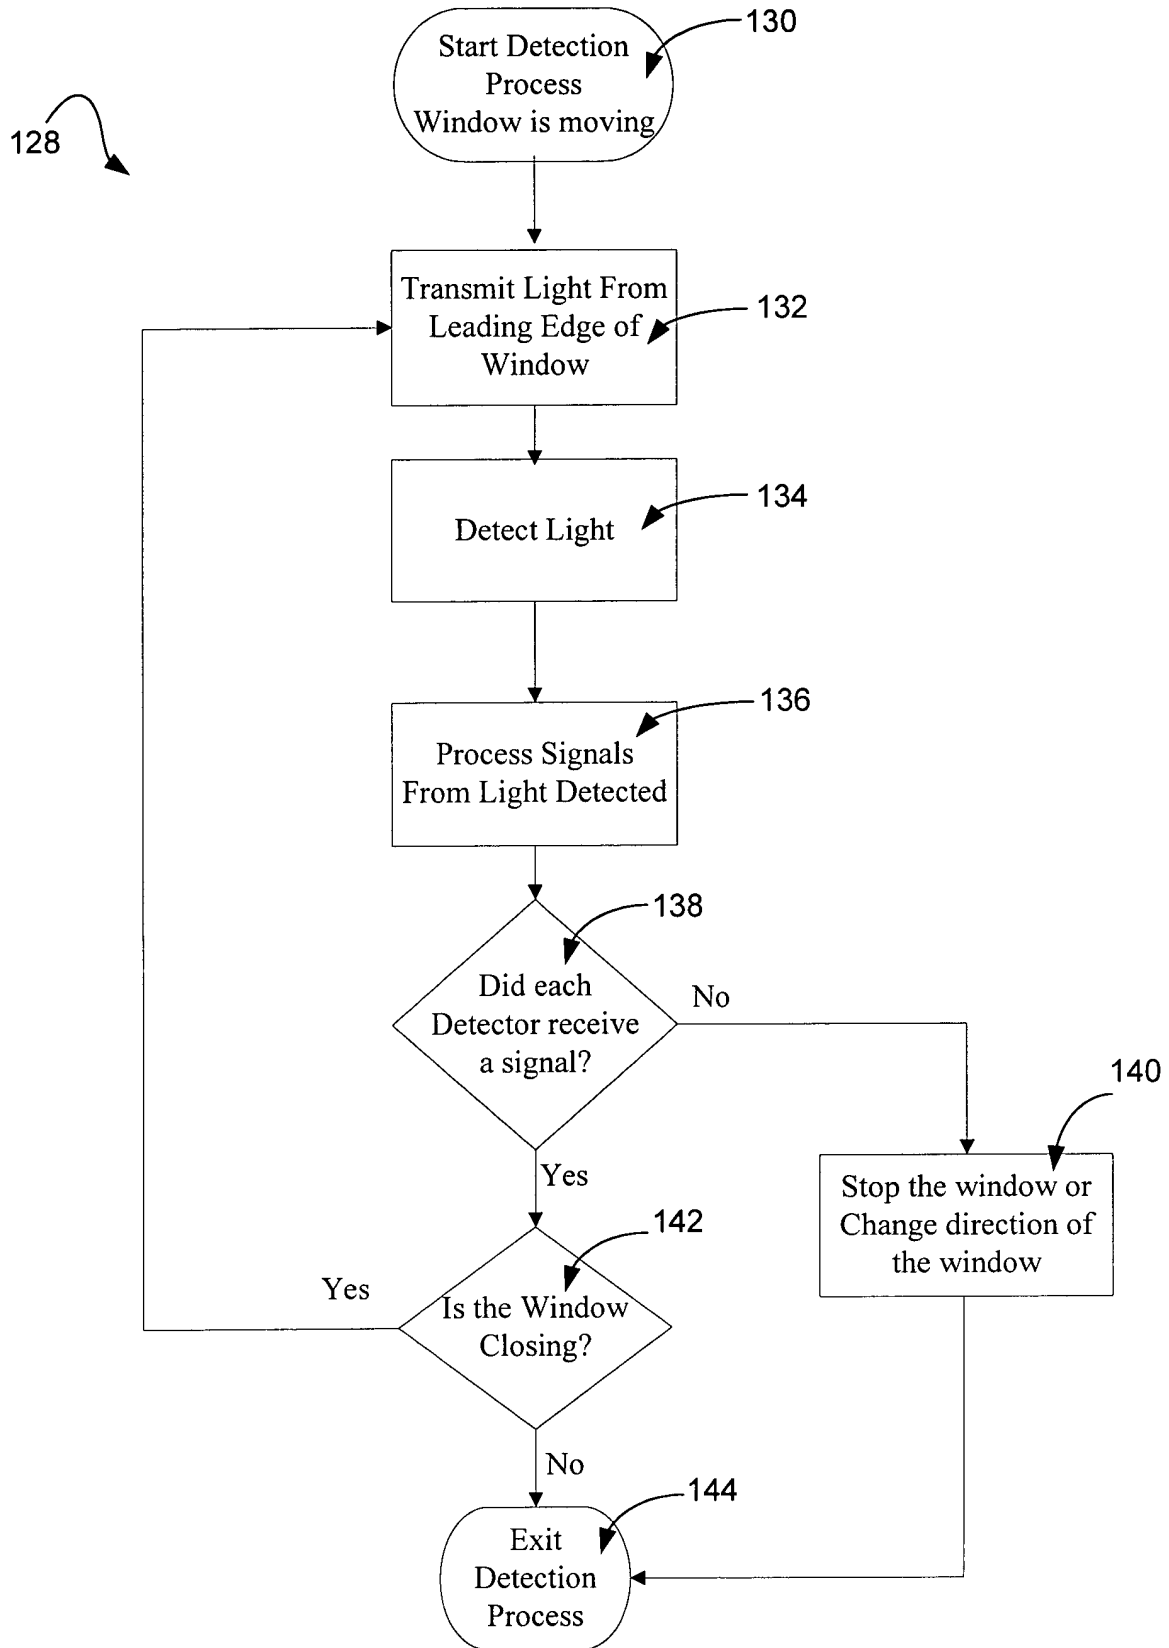 130
Start Detection
Process
Window is moving
128
Transmit Light From
Leading Edge of
Window
132
Detect Light
134
136
Process Signals
From Light Detected
138
Did each
Detector receive
a signal?
No
140
Stop the window or
Change direction of
the window
Yes
142
Is the Window
Closing?
Yes
No
144
Exit
Detection
Process